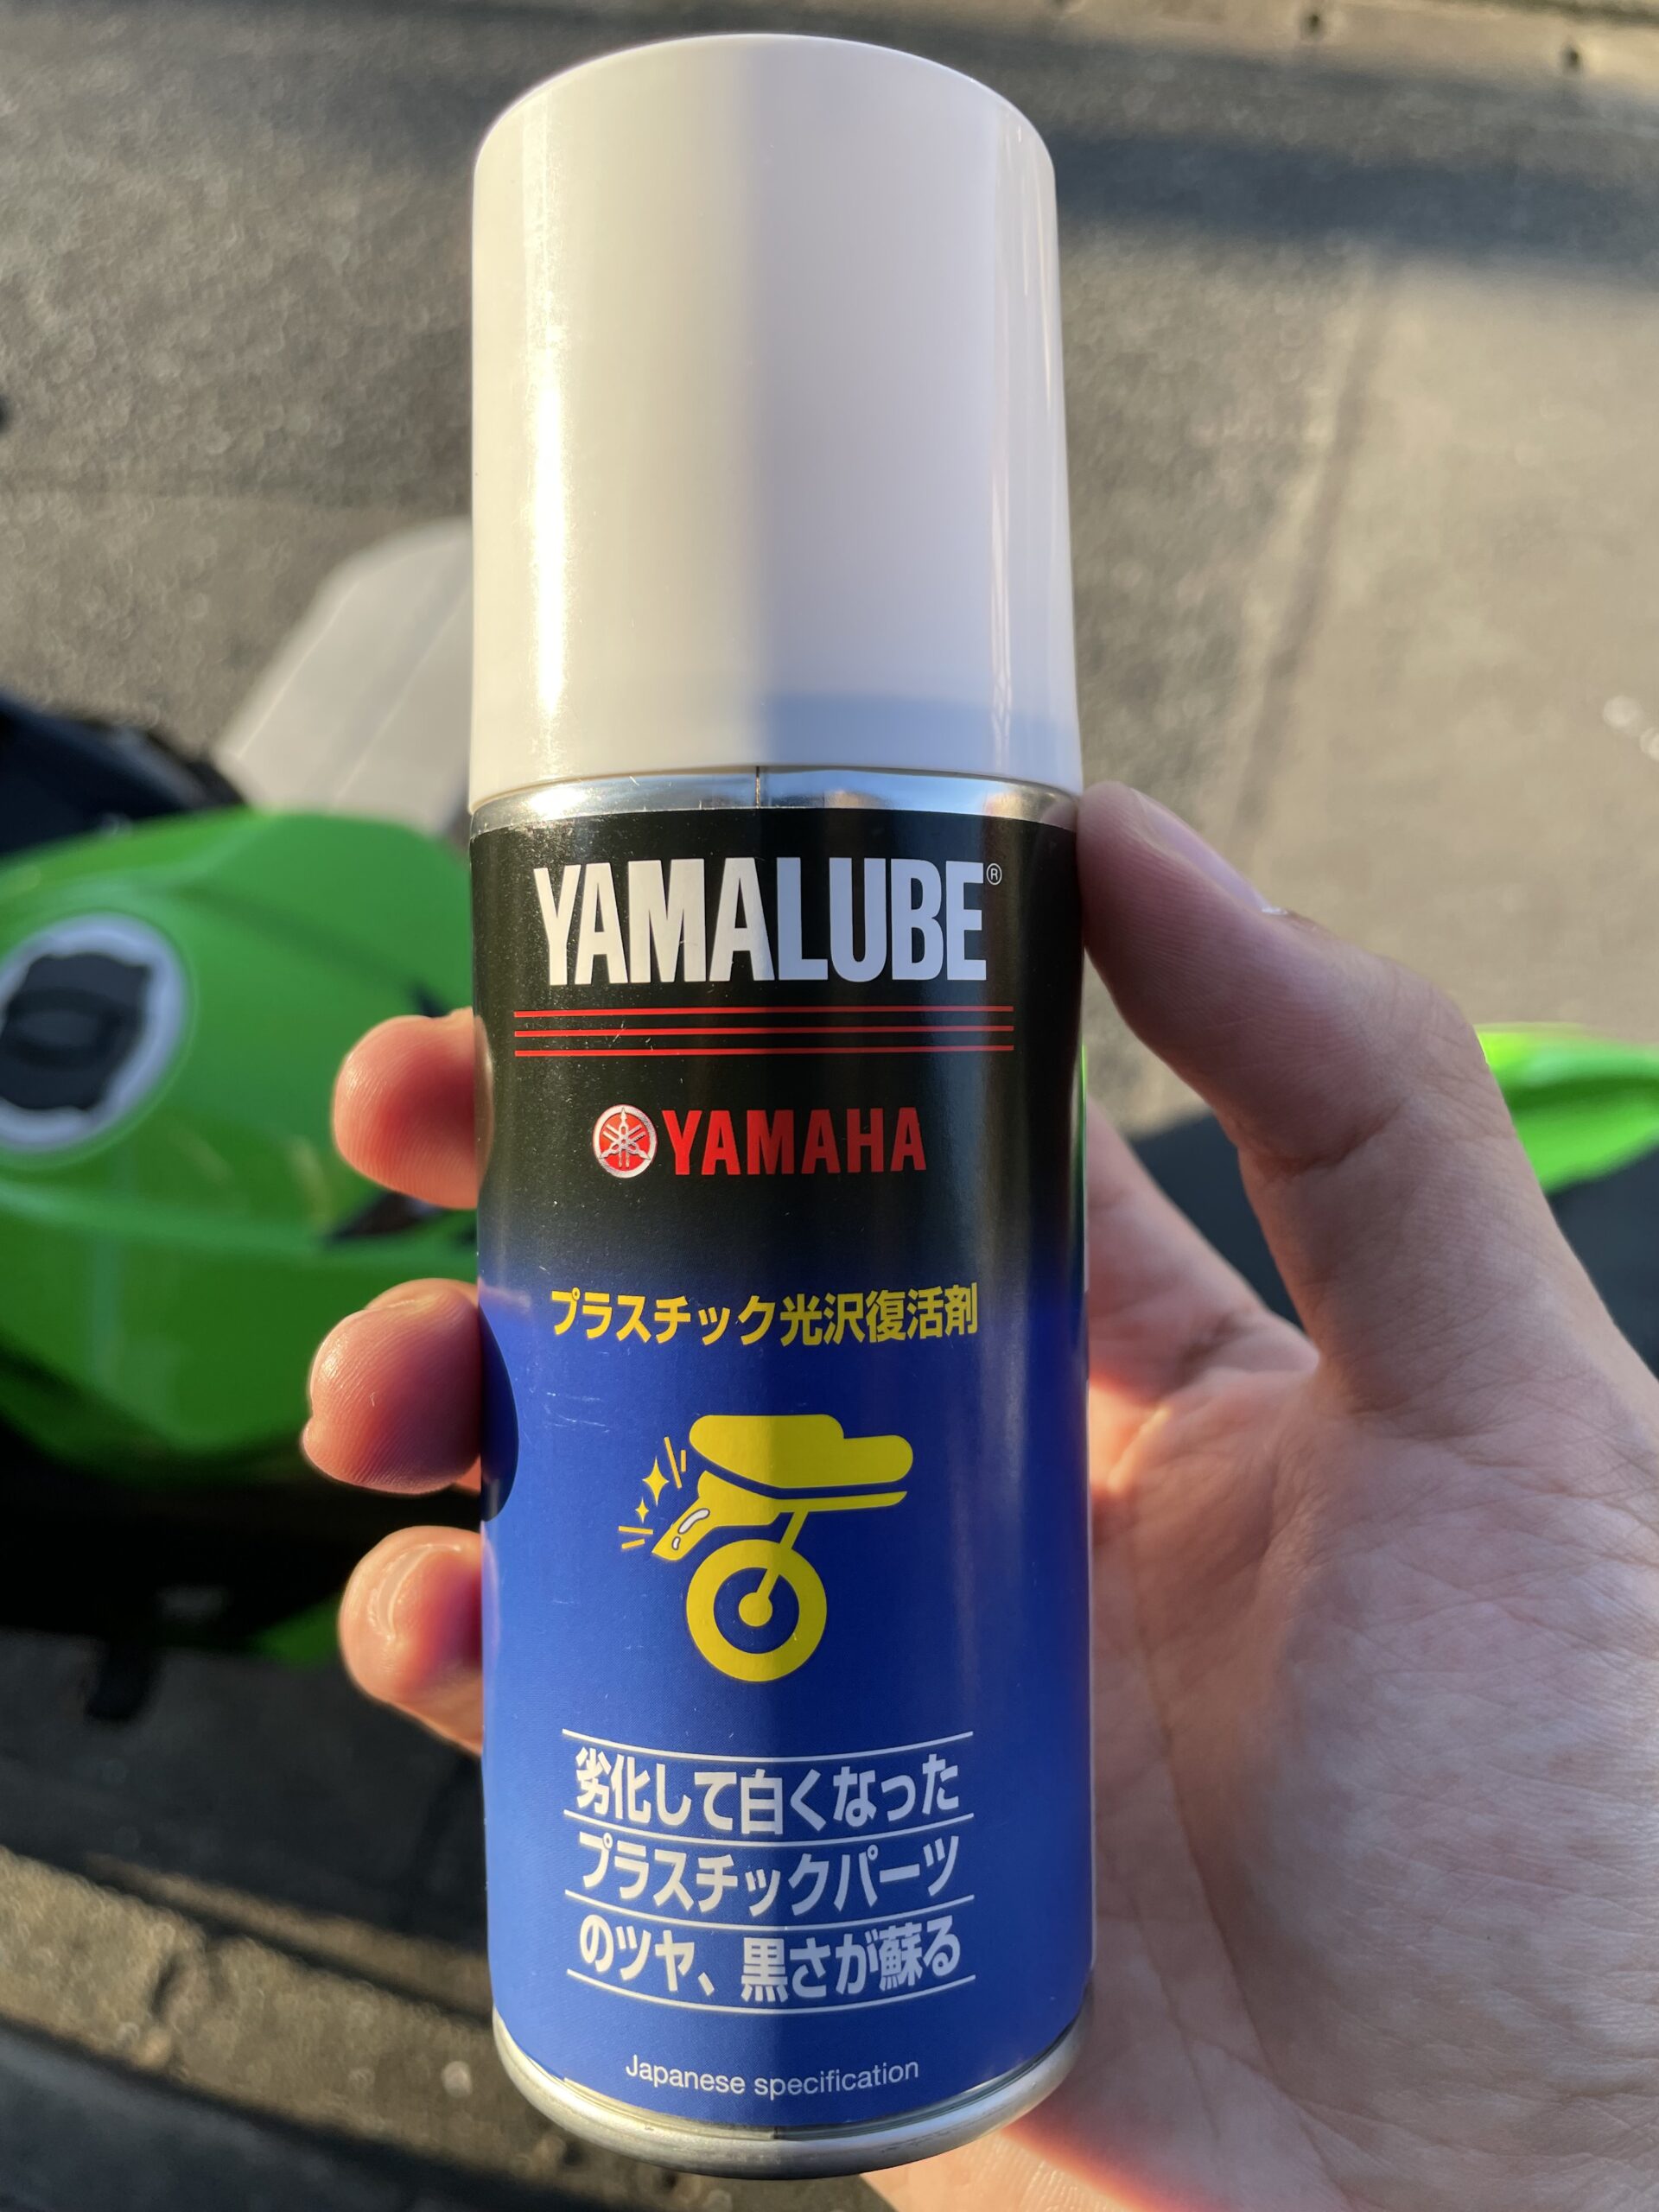 YAMALUBE®
YAMAHA
プラスチック光沢復活剤
劣化して白くなった
プラスチックパーツ
のツヤ、黒さが蘇る
Japanese specification